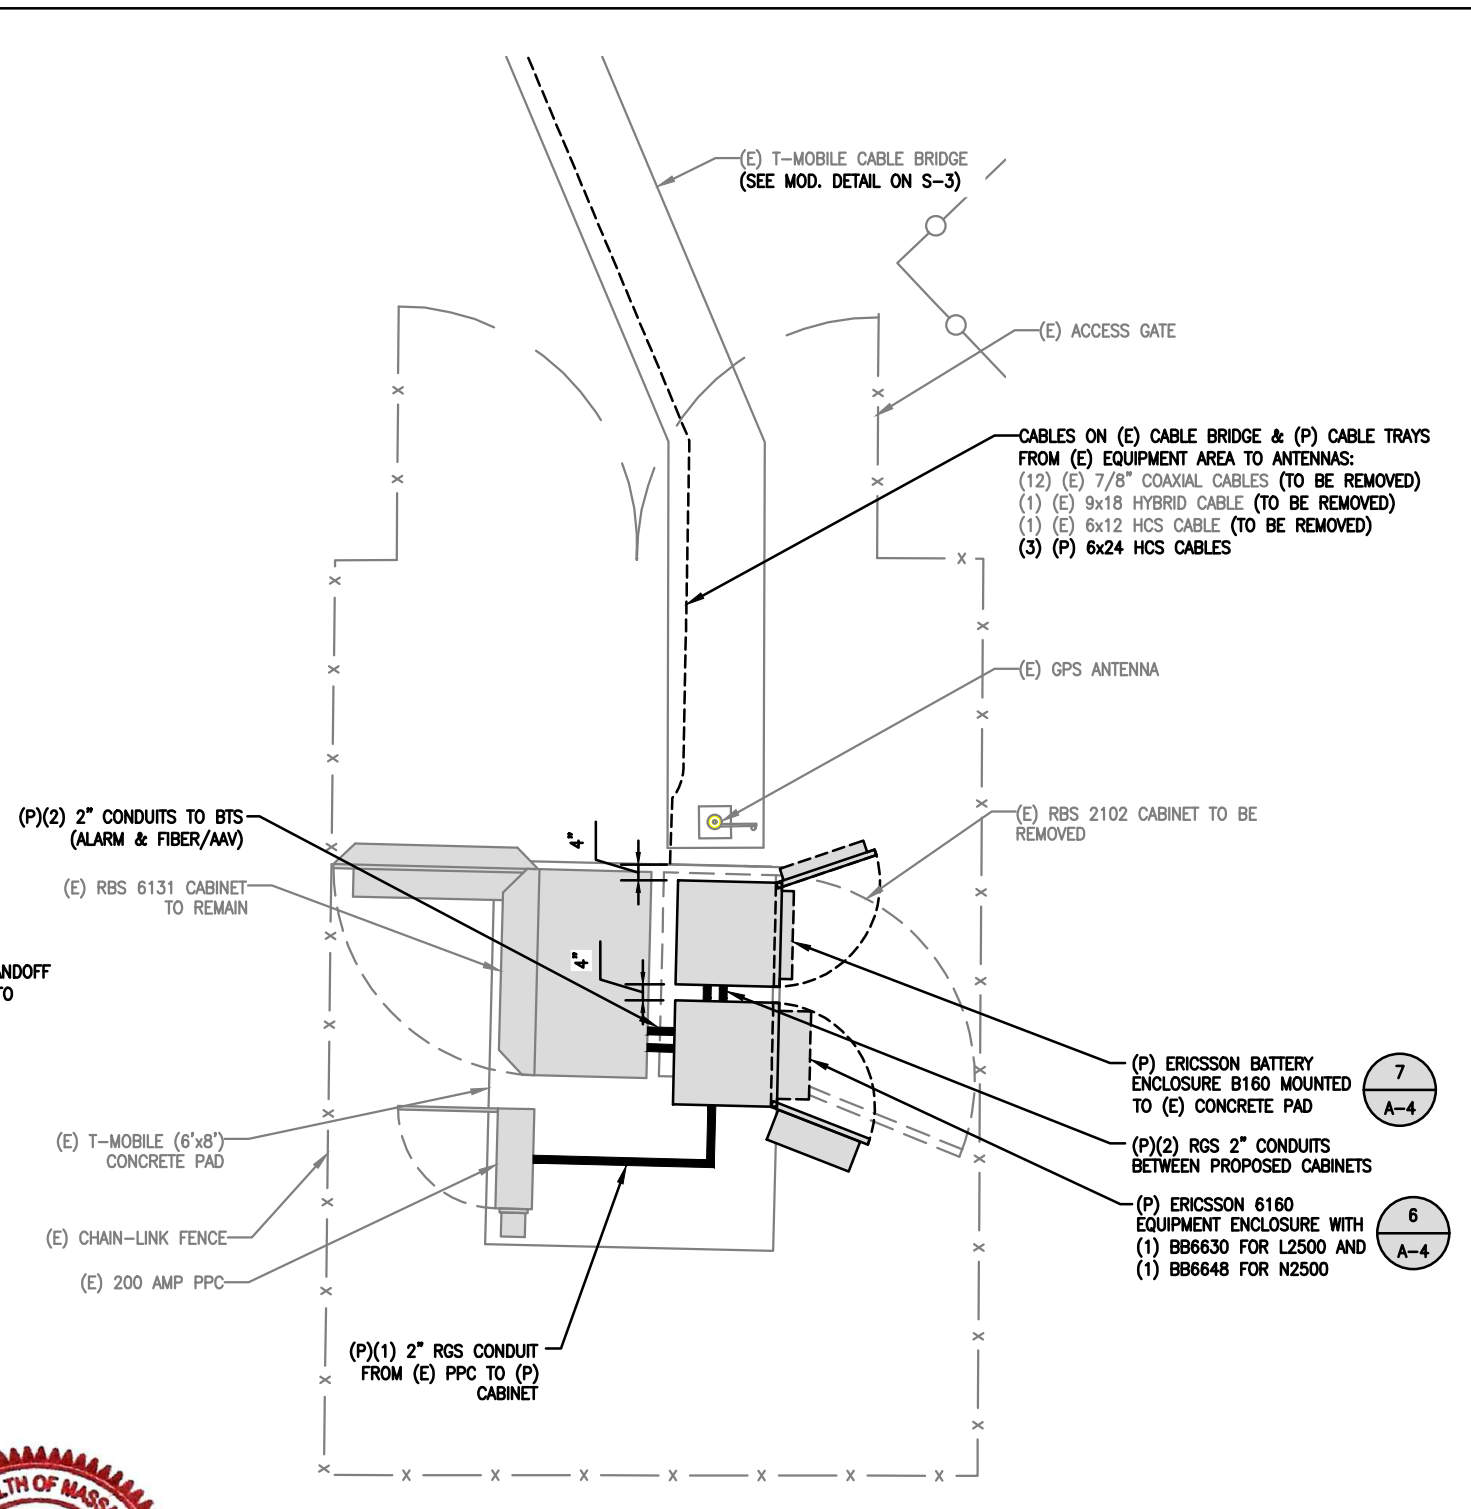 (E) T-MOBILE CABLE BRIDGE
(SEE MOD. DETAIL ON S-3)
(E) ACCESS GATE
CABLES ON (E) CABLE BRIDGE & (P) CABLE TRAYS
FROM (E) EQUIPMENT AREA TO ANTENNAS:
(12) (E) 7/8" COAXIAL CABLES (TO BE REMOVED)
(1) (E) 9x18 HYBRID CABLE (TO BE REMOVED)
(1) (E) 6x12 HCS CABLE (TO BE REMOVED)
(3) (P) 6x24 HCS CABLES
(E) GPS ANTENNA
(E) RBS 2102 CABINET TO BE
REMOVED
(P)(2) 2" CONDUITS TO BTS
(ALARM & FIBER/AAV)
4"
(E) RBS 6131 CABINET
TO REMAIN
4"
ANDOFF
TO
(P) ERICSSON BATTERY
ENCLOSURE B160 MOUNTED
TO (E) CONCRETE PAD
7
A-4
(E) T-MOBILE (6'x8')
CONCRETE PAD
(P)(2) RGS 2" CONDUITS
BETWEEN PROPOSED CABINETS
(P) ERICSSON 6160
EQUIPMENT ENCLOSURE WITH
(1) BB6630 FOR L2500 AND
(1) BB6648 FOR N2500
6
A-4
(E) CHAIN-LINK FENCE
(E) 200 AMP PPC
(P)(1) 2" RGS CONDUIT
FROM (E) PPC TO (P)
CABINET
LTH OF MASS